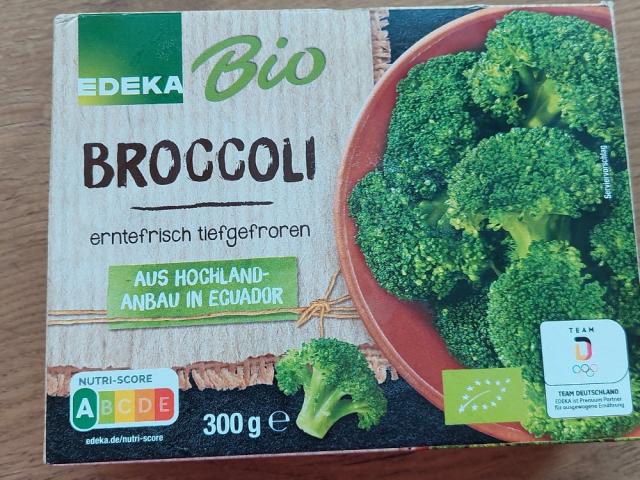 EDEKA
Bio
BROCCOLI
erntefrisch tiefgefroren
AUS HOCHLAND-
ANBAU IN ECUADOR
Serviervorschlag
NUTRI-SCORE
A B C D E
edeka.de/nutri-score
300 g ℮
TEAM
D
TEAM DEUTSCHLAND
EDEKA ist Premium Partner
für ausgewogene Ernährung